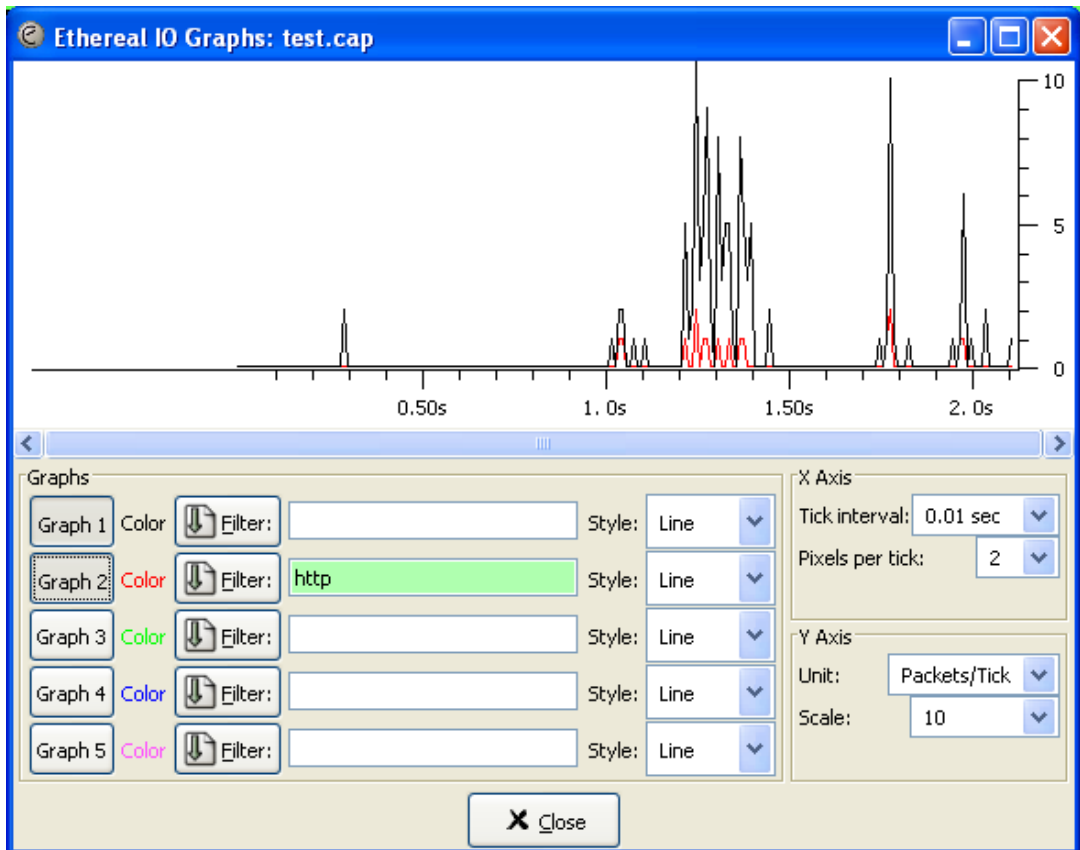 Ethereal IO Graphs: test.cap
10
5
0
0.50s 1. 0s 1.50s 2. 0s
Graphs
Graph 1 Color Filter: Style: Line
Graph 2 Color Filter: http Style: Line
Graph 3 Color Filter: Style: Line
Graph 4 Color Filter: Style: Line
Graph 5 Color Filter: Style: Line
X Axis
Tick interval: 0.01 sec
Pixels per tick: 2
Y Axis
Unit: Packets/Tick
Scale: 10
Close